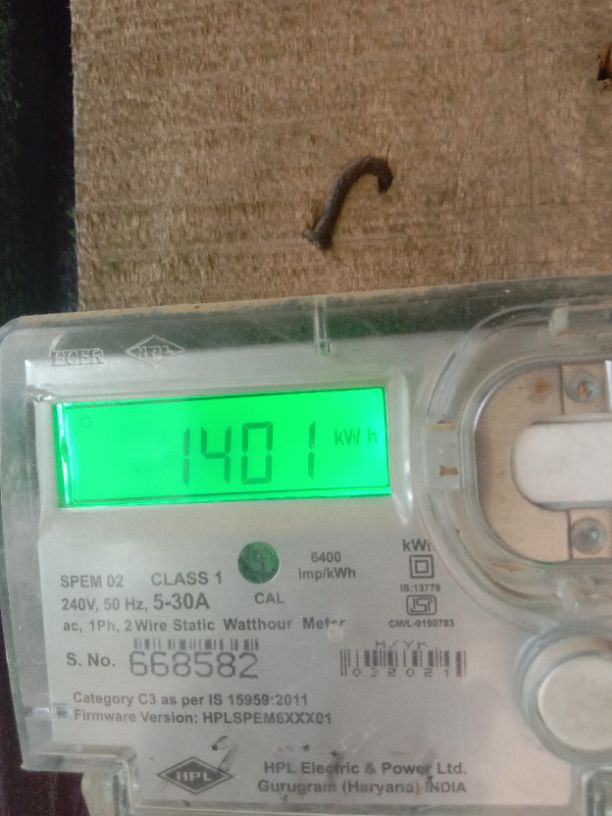 HPL
1401 kW h
SPEM 02 CLASS 1 6400 imp/kWh
240V, 50 Hz, 5-30A CAL IS:13779
ac, 1Ph, 2 Wire Static Watthour Meter CM/L-9190783
S. No. 668582 M/Yr
032021
Category C3 as per IS 15959:2011
Firmware Version: HPLSPEM6XXX01
HPL HPL Electric & Power Ltd.
Gurugram (Haryana) INDIA